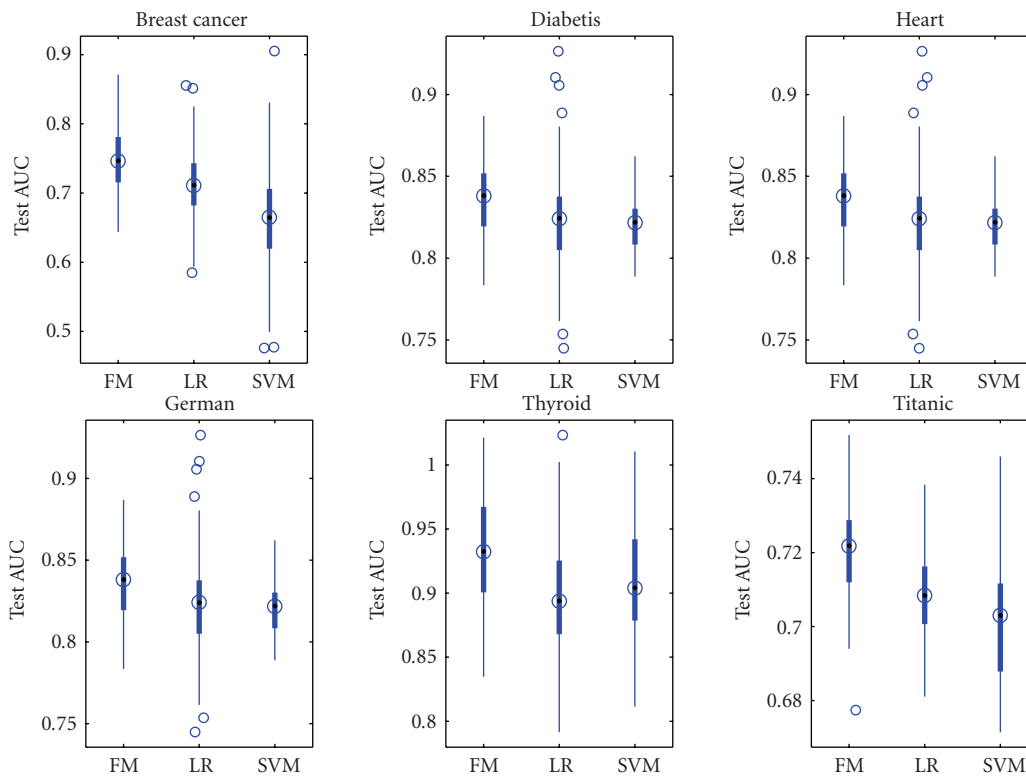 Breast cancer
Diabetis
Heart
Test AUC
0.9
0.8
0.7
0.6
0.5
FM LR SVM
Test AUC
0.9
0.85
0.8
0.75
FM LR SVM
Test AUC
0.9
0.85
0.8
0.75
FM LR SVM
German
Thyroid
Titanic
Test AUC
0.9
0.85
0.8
0.75
FM LR SVM
Test AUC
1
0.95
0.9
0.85
0.8
FM LR SVM
Test AUC
0.74
0.72
0.7
0.68
FM LR SVM